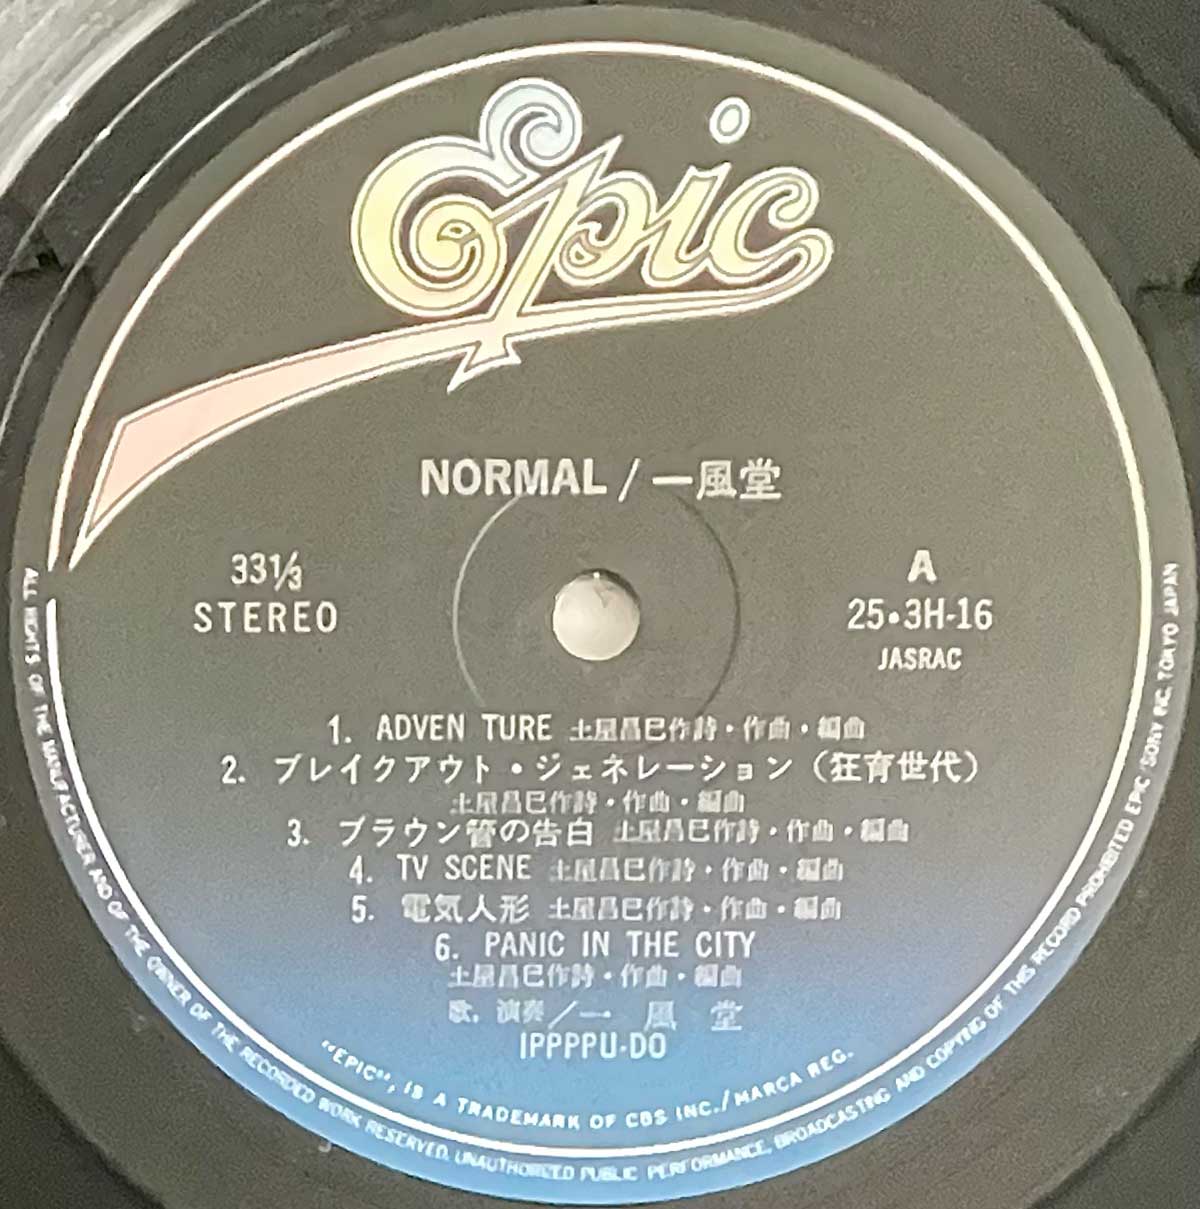 Epic
NORMAL / 一風堂
33 1/3
STEREO
A
25•3H-16
JASRAC
1. ADVEN TURE 土屋昌巳作詩・作曲・編曲
2. ブレイクアウト・ジェネレーション（狂育世代）
土屋昌巳作詩・作曲・編曲
3. ブラウン管の告白 土屋昌巳作詩・作曲・編曲
4. TV SCENE 土屋昌巳作詩・作曲・編曲
5. 電気人形 土屋昌巳作詩・作曲・編曲
6. PANIC IN THE CITY
土屋昌巳作詩・作曲・編曲
歌，演奏／一風堂
IPPPPU-DO
"EPIC", IS A TRADEMARK OF CBS INC./MARCA REG.
ALL RIGHTS OF THE MANUFACTURER AND OF THE OWNER OF THE RECORDED WORK RESERVED. UNAUTHORIZED PUBLIC PERFORMANCE, BROADCASTING AND COPYING OF THIS RECORD PROHIBITED EPIC/SONY INC. TOKYO JAPAN